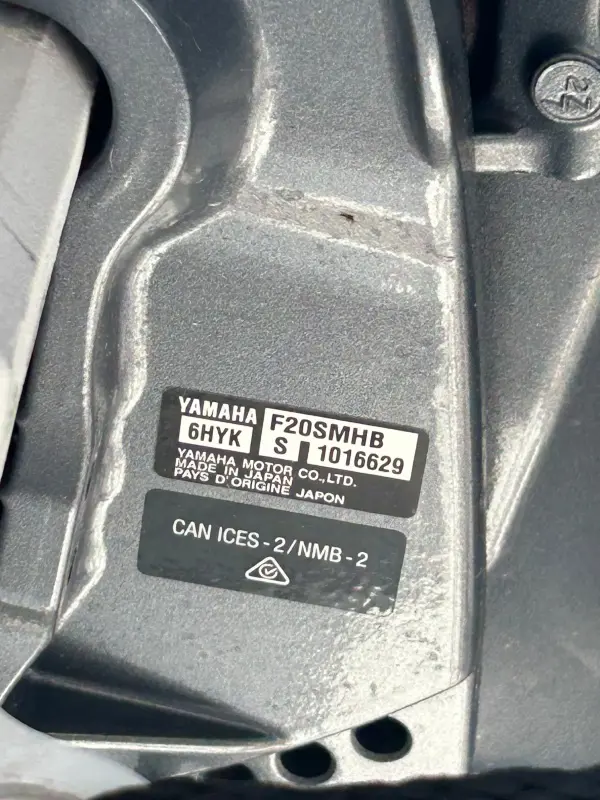 22
YAMAHA F20SMHB
6HYK S 1016629
YAMAHA MOTOR CO.,LTD.
MADE IN JAPAN
PAYS D'ORIGINE JAPON
CAN ICES-2/NMB-2